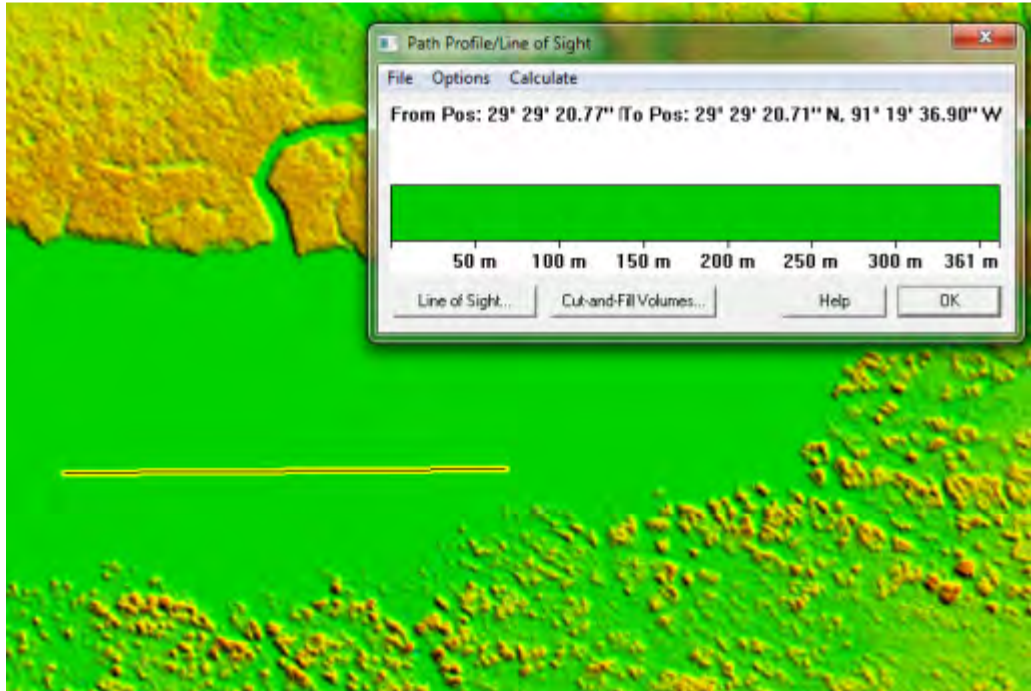 Path Profile/Line of Sight
File Options Calculate
From Pos: 29° 29' 20.77" To Pos: 29° 29' 20.71" N, 91° 19' 36.90" W
50 m 100 m 150 m 200 m 250 m 300 m 361 m
Line of Sight... Cut-and-Fill Volumes... Help OK